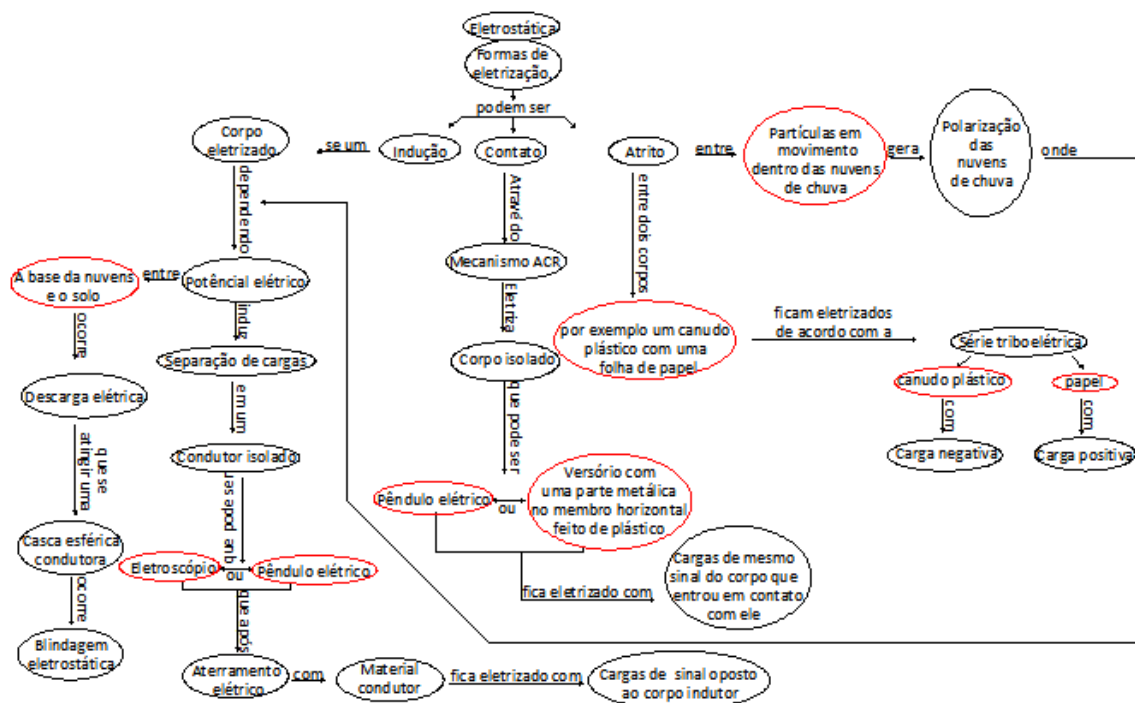 Eletrostática
Formas de
eletrização
podem ser
Corpo
eletrizado
se um
Indução
Contato
Atrito
entre
Partículas em
movimento
dentro das nuvens
de chuva
gera
Polarização
das
nuvens
de chuva
onde
dependendo
Atravé do
entre dois corpos
A base da nuvens
e o solo
entre
Potêncial elétrico
Mecanismo ACR
ocorre
induz
Eletriza
por exemplo um canudo
plástico com uma
folha de papel
ficam eletrizados
de acordo com a
Série triboelétrica
Separação de cargas
Corpo isolado
canudo plástico
papel
Descarga elétrica
em um
que pode ser
com
com
que se
atingir uma
Condutor isolado
Carga negativa
Carga positiva
que pode ser
Pêndulo elétrico
ou
Versório com
uma parte metálica
no membro horizontal
feito de plástico
Casca esférica
condutora
Eletroscópio
ou
Pêndulo elétrico
fica eletrizado com
Cargas de mesmo
sinal do corpo que
entrou em contato
com ele
ocorre
que após
Blindagem
eletrostática
Aterramento
elétrico
com
Material
condutor
fica eletrizado com
Cargas de sinal oposto
ao corpo indutor